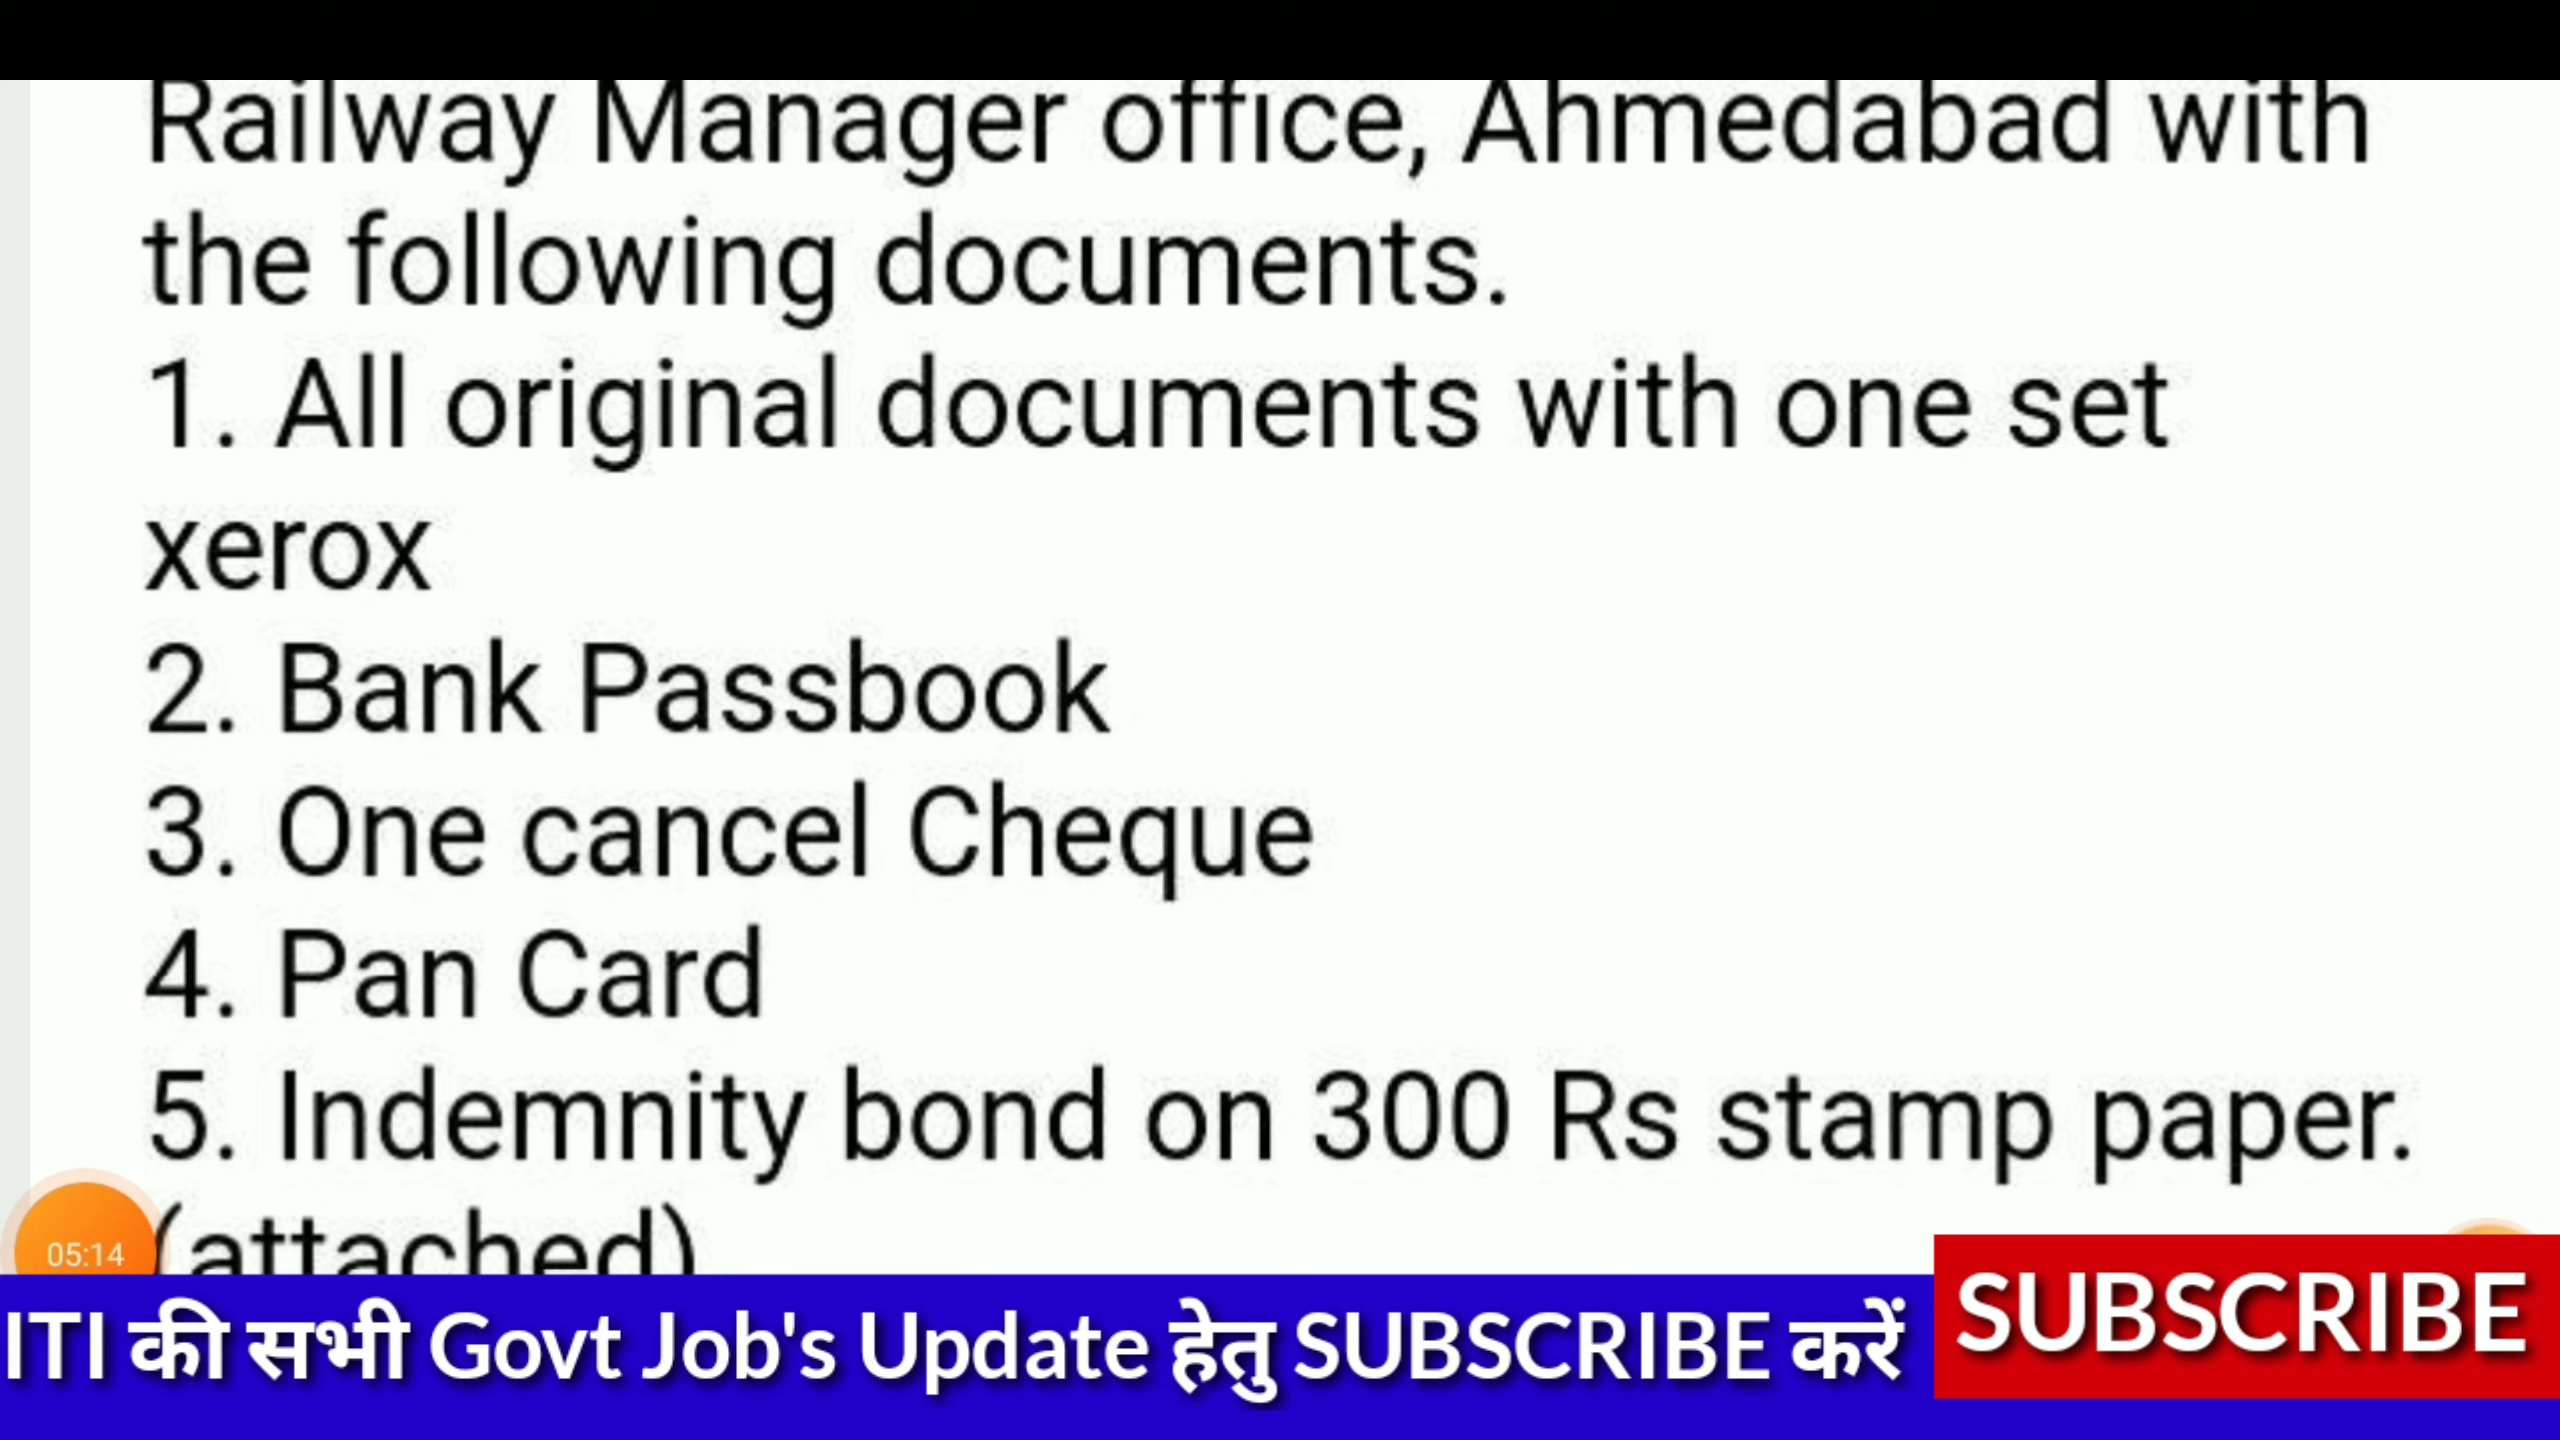 Railway Manager office, Ahmedabad with
the following documents.
1. All original documents with one set
xerox
2. Bank Passbook
3. One cancel Cheque
4. Pan Card
5. Indemnity bond on 300 Rs stamp paper.
(attached)
05:14
ITI की सभी Govt Job's Update हेतु SUBSCRIBE करें
SUBSCRIBE